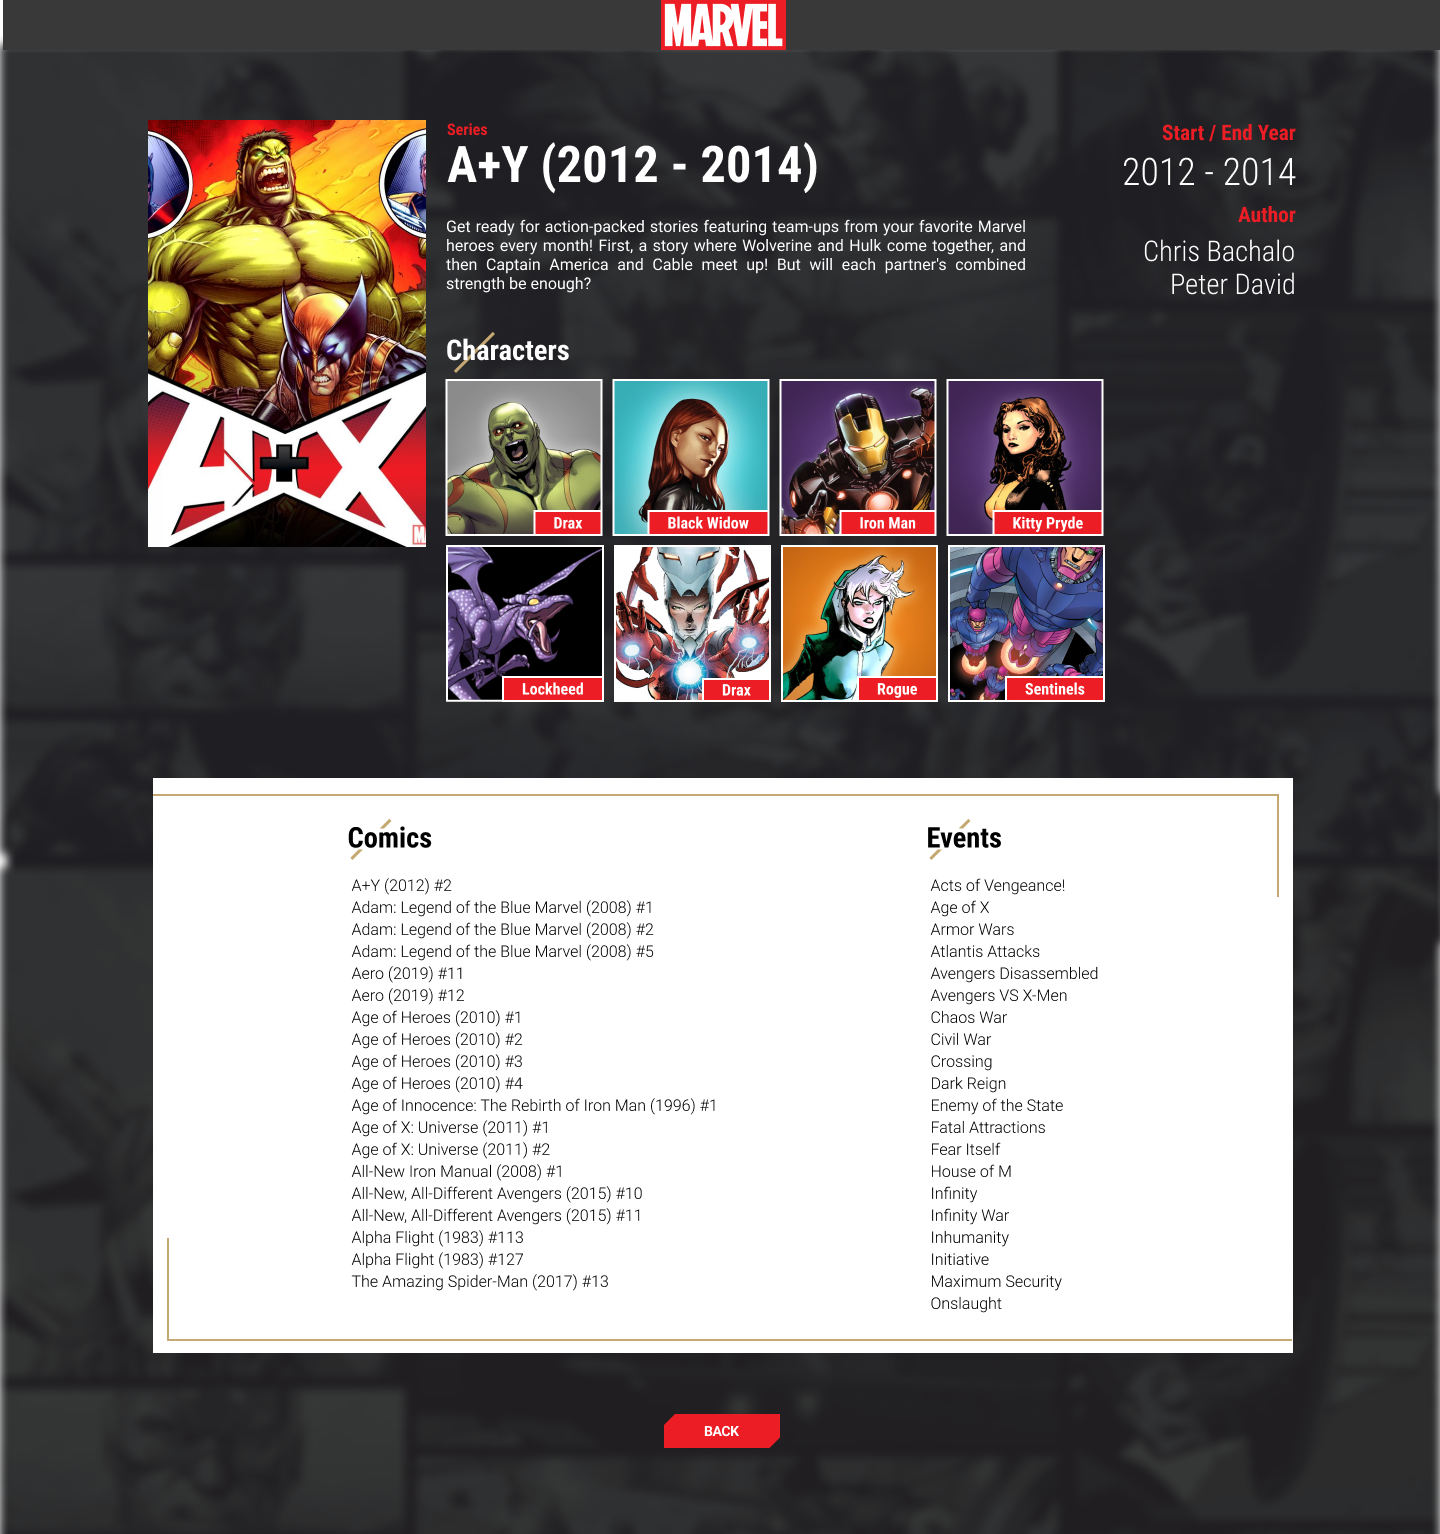 MARVEL
A+X
M
Series
A+Y (2012 - 2014)
Get ready for action-packed stories featuring team-ups from your favorite Marvel
heroes every month! First, a story where Wolverine and Hulk come together, and
then Captain America and Cable meet up! But will each partner's combined
strength be enough?
Start / End Year
2012 - 2014
Author
Chris Bachalo
Peter David
Characters
Drax
Black Widow
Iron Man
Kitty Pryde
Lockheed
Drax
Rogue
Sentinels
Comics
A+Y (2012) #2
Adam: Legend of the Blue Marvel (2008) #1
Adam: Legend of the Blue Marvel (2008) #2
Adam: Legend of the Blue Marvel (2008) #5
Aero (2019) #11
Aero (2019) #12
Age of Heroes (2010) #1
Age of Heroes (2010) #2
Age of Heroes (2010) #3
Age of Heroes (2010) #4
Age of Innocence: The Rebirth of Iron Man (1996) #1
Age of X: Universe (2011) #1
Age of X: Universe (2011) #2
All-New Iron Manual (2008) #1
All-New, All-Different Avengers (2015) #10
All-New, All-Different Avengers (2015) #11
Alpha Flight (1983) #113
Alpha Flight (1983) #127
The Amazing Spider-Man (2017) #13
Events
Acts of Vengeance!
Age of X
Armor Wars
Atlantis Attacks
Avengers Disassembled
Avengers VS X-Men
Chaos War
Civil War
Crossing
Dark Reign
Enemy of the State
Fatal Attractions
Fear Itself
House of M
Infinity
Infinity War
Inhumanity
Initiative
Maximum Security
Onslaught
BACK